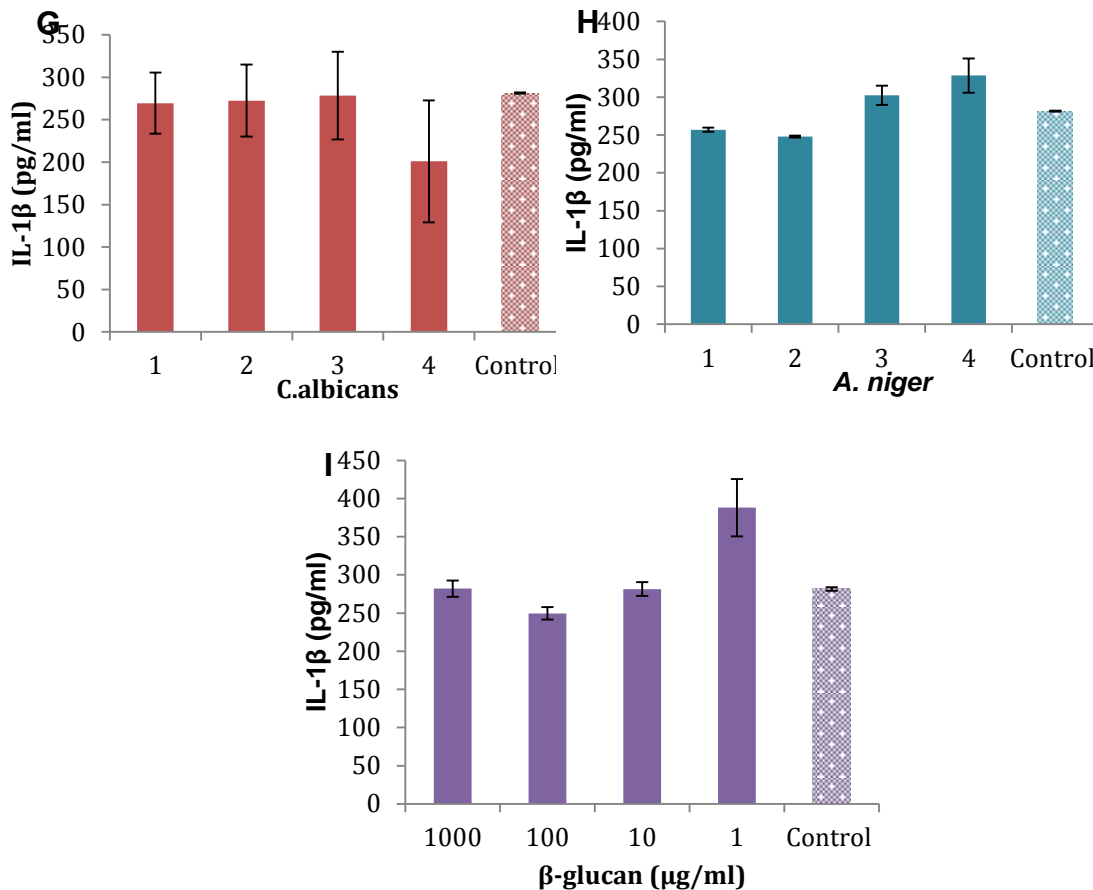 G
350
300
250
200
150
100
50
0
IL-1β (pg/ml)
1 2 3 4 Control
C.albicans
H
400
350
300
250
200
150
100
50
0
IL-1β (pg/ml)
1 2 3 4 Control
A. niger
I
450
400
350
300
250
200
150
100
50
0
IL-1β (pg/ml)
1000 100 10 1 Control
β-glucan (μg/ml)